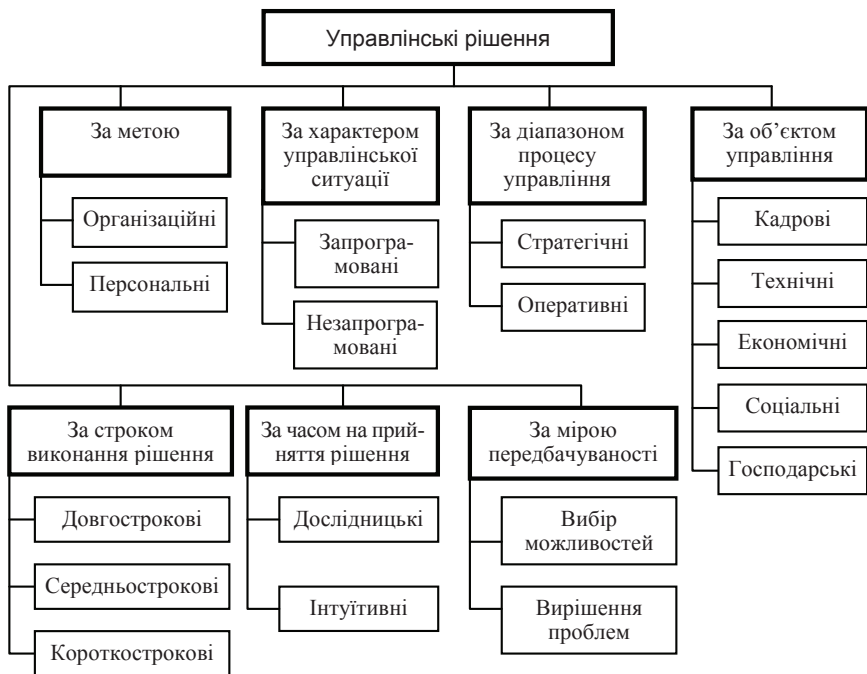 Управлінські рішення
За метою
Організаційні
Персональні
За характером
управлінської
ситуації
Запрогра-
мовані
Незапрогра-
мовані
За діапазоном
процесу
управління
Стратегічні
Оперативні
За об’єктом
управління
Кадрові
Технічні
Економічні
Соціальні
Господарські
За строком
виконання рішення
Довгострокові
Середньострокові
Короткострокові
За часом на прий-
няття рішення
Дослідницькі
Інтуїтивні
За мірою
передбачуваності
Вибір
можливостей
Вирішення
проблем